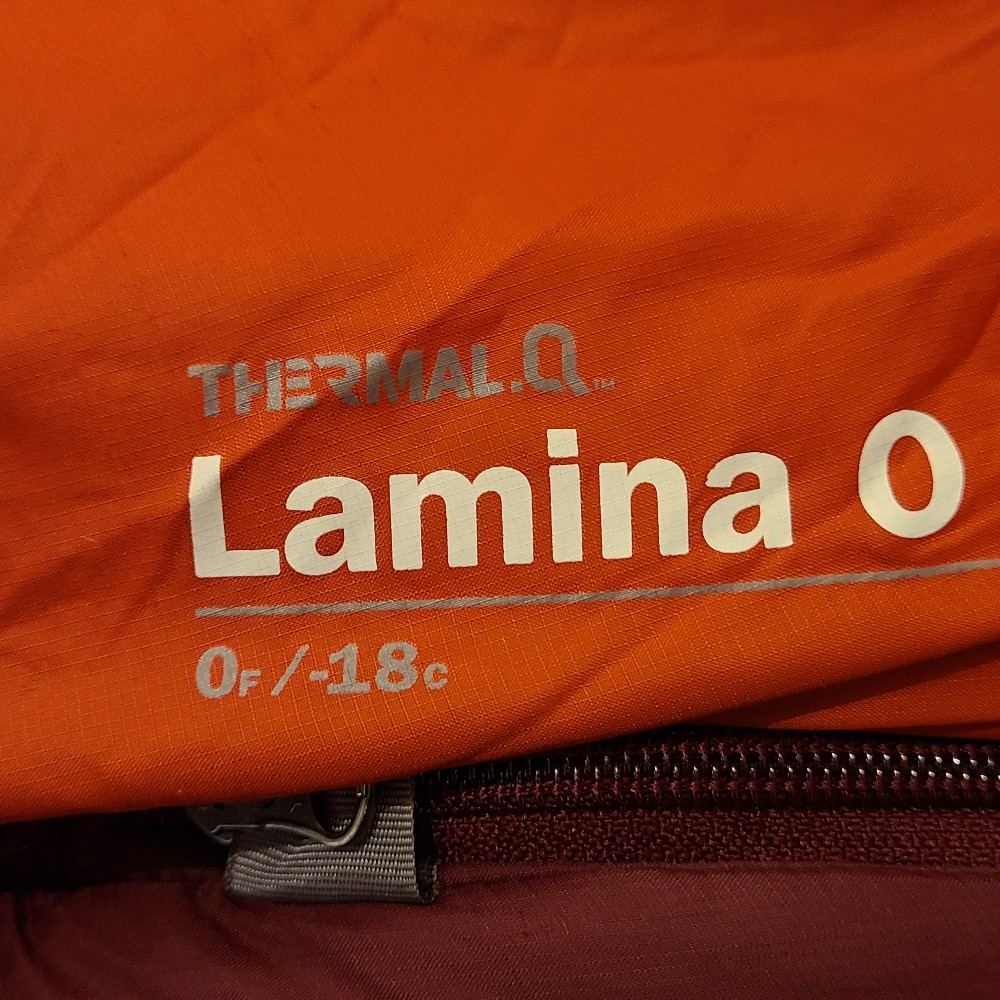 THERMAL.Q™
Lamina 0
0F/-18C